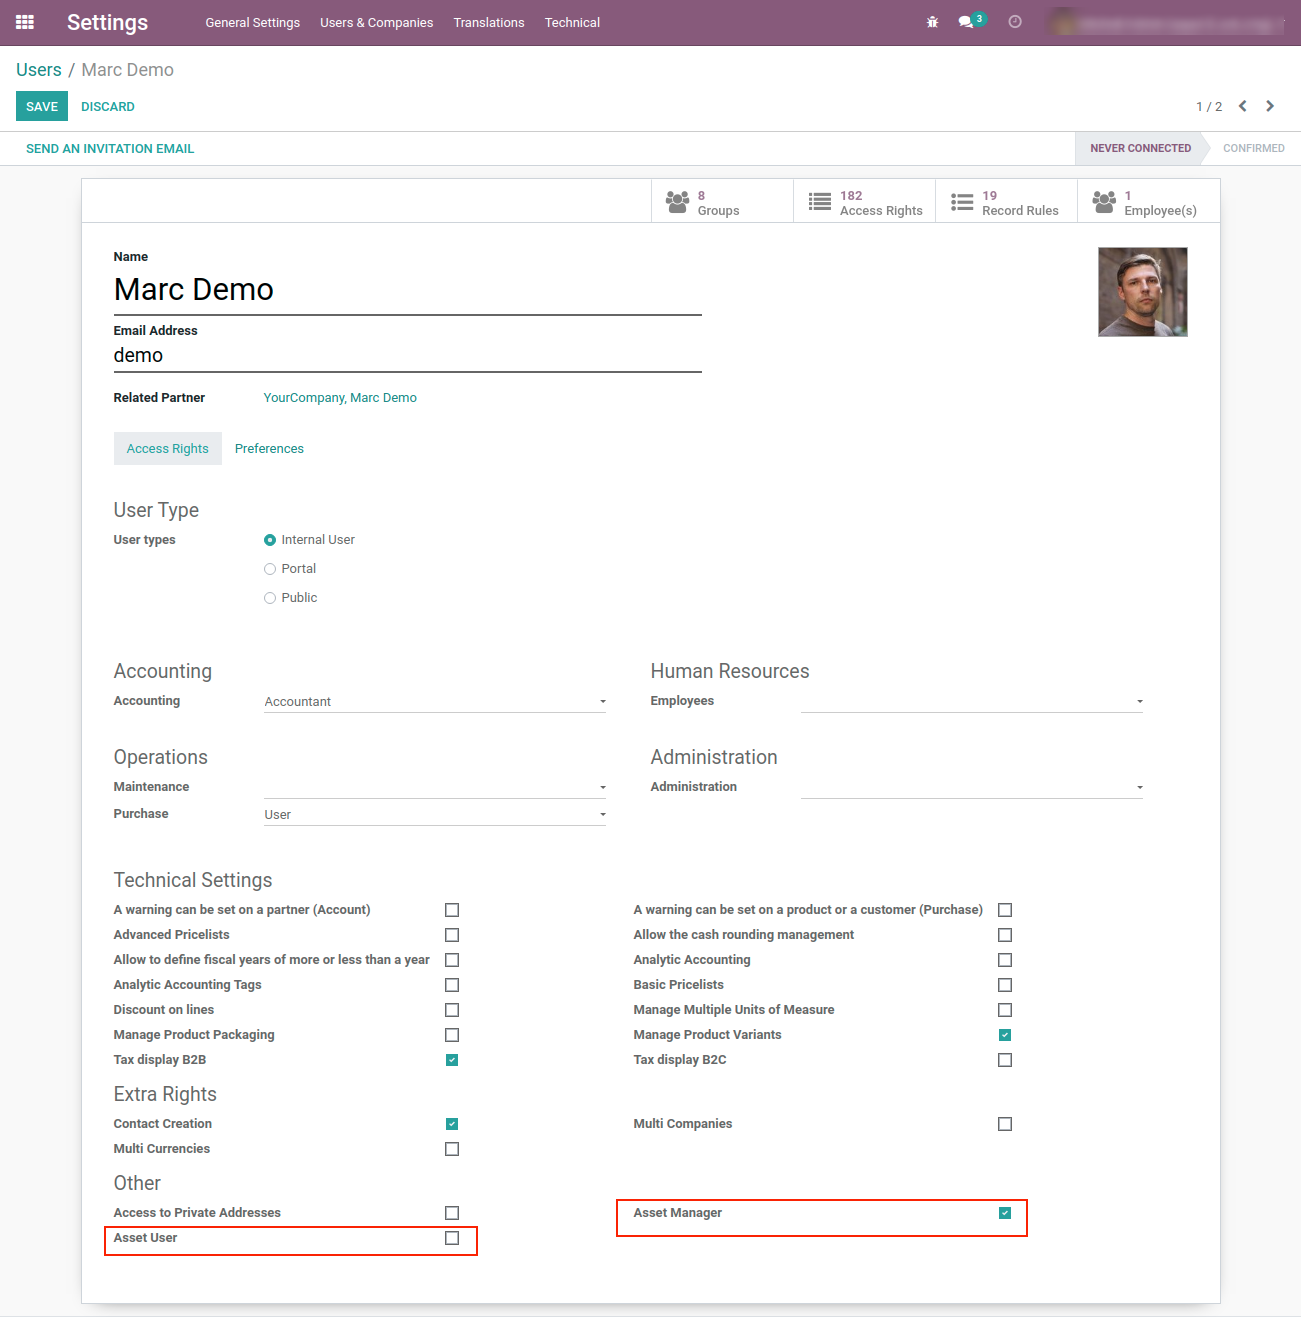 Settings General Settings Users & Companies Translations Technical 3
Users / Marc Demo
SAVE DISCARD 1 / 2
SEND AN INVITATION EMAIL NEVER CONNECTED CONFIRMED
8 Groups 182 Access Rights 19 Record Rules 1 Employee(s)
Name
Marc Demo
Email Address
demo
Related Partner YourCompany, Marc Demo
Access Rights Preferences
User Type
User types Internal User
Portal
Public
Accounting Human Resources
Accounting Accountant Employees
Operations Administration
Maintenance Administration
Purchase User
Technical Settings
A warning can be set on a partner (Account) A warning can be set on a product or a customer (Purchase)
Advanced Pricelists Allow the cash rounding management
Allow to define fiscal years of more or less than a year Analytic Accounting
Analytic Accounting Tags Basic Pricelists
Discount on lines Manage Multiple Units of Measure
Manage Product Packaging Manage Product Variants
Tax display B2B Tax display B2C
Extra Rights
Contact Creation Multi Companies
Multi Currencies
Other
Access to Private Addresses Asset Manager
Asset User